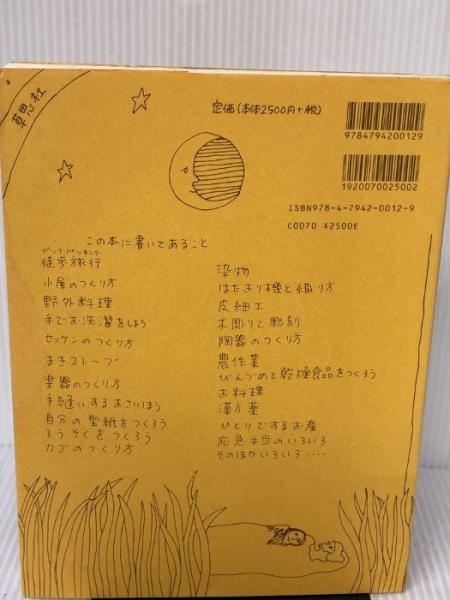 草思社
定価(本体2500円+税)
9784794200129
1920070025002
ISBN978-4-7942-0012-9
C0070 ¥2500E
この本に書いてあること
バックパッキング
徒歩旅行
小屋のつくり方
野外料理
手でお洗濯をしよう
セッケンのつくり方
まきストーブ
楽器のつくり方
手縫いするおさいほう
自分の型紙をつくろう
ろうそくをつくろう
カゴのつくり方
染物
はたおり機と織り方
皮細工
木彫りと彫刻
陶器のつくり方
農作業
びんづめと乾燥食品をつくろう
お料理
漢方薬
ひとりでするお産
応急手当のいろいろ
そのほかいろいろ・・・・